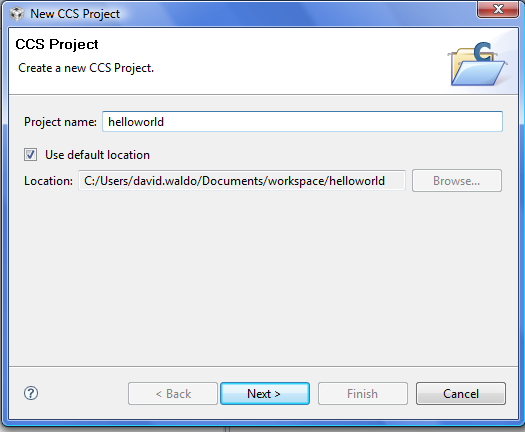 New CCS Project
CCS Project
Create a new CCS Project.
C
Project name: helloworld
Use default location
Location: C:/Users/david.waldo/Documents/workspace/helloworld Browse...
? < Back Next > Finish Cancel